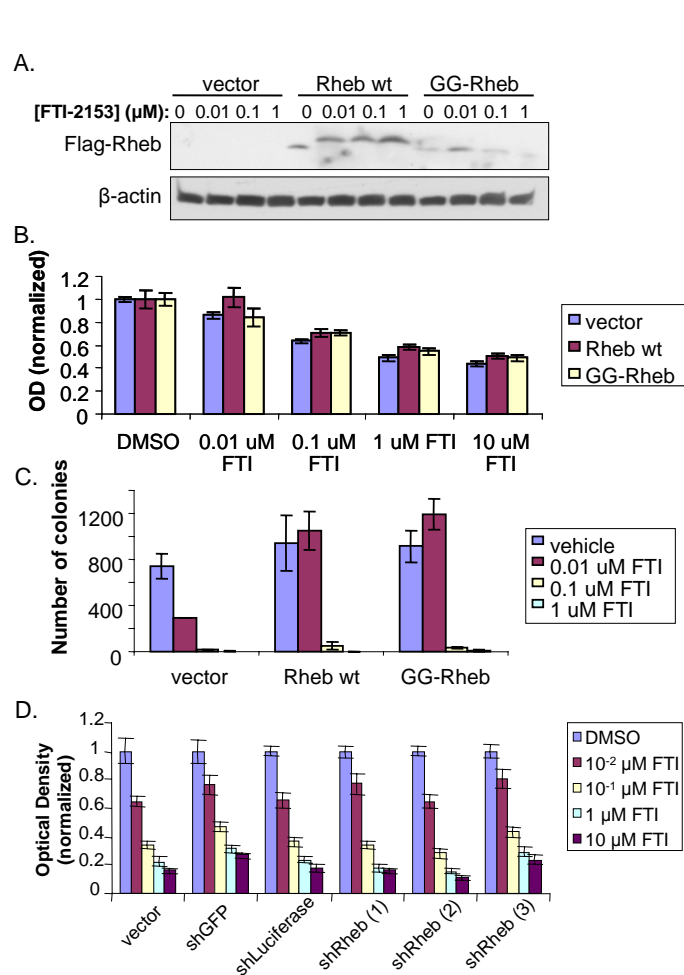 A.
vector Rheb wt GG-Rheb
[FTI-2153] (µM): 0 0.01 0.1 1 0 0.01 0.1 1 0 0.01 0.1 1
Flag-Rheb
β-actin
B.
OD (normalized)
1.2
1
0.8
0.6
0.4
0.2
0
DMSO 0.01 uM FTI 0.1 uM FTI 1 uM FTI 10 uM FTI
vector
Rheb wt
GG-Rheb
C.
Number of colonies
1200
800
400
0
vector Rheb wt GG-Rheb
vehicle
0.01 uM FTI
0.1 uM FTI
1 uM FTI
D.
Optical Density
(normalized)
1.2
1
0.8
0.6
0.4
0.2
0
vector shGFP shLuciferase shRheb (1) shRheb (2) shRheb (3)
DMSO
10⁻² µM FTI
10⁻¹ µM FTI
1 µM FTI
10 µM FTI